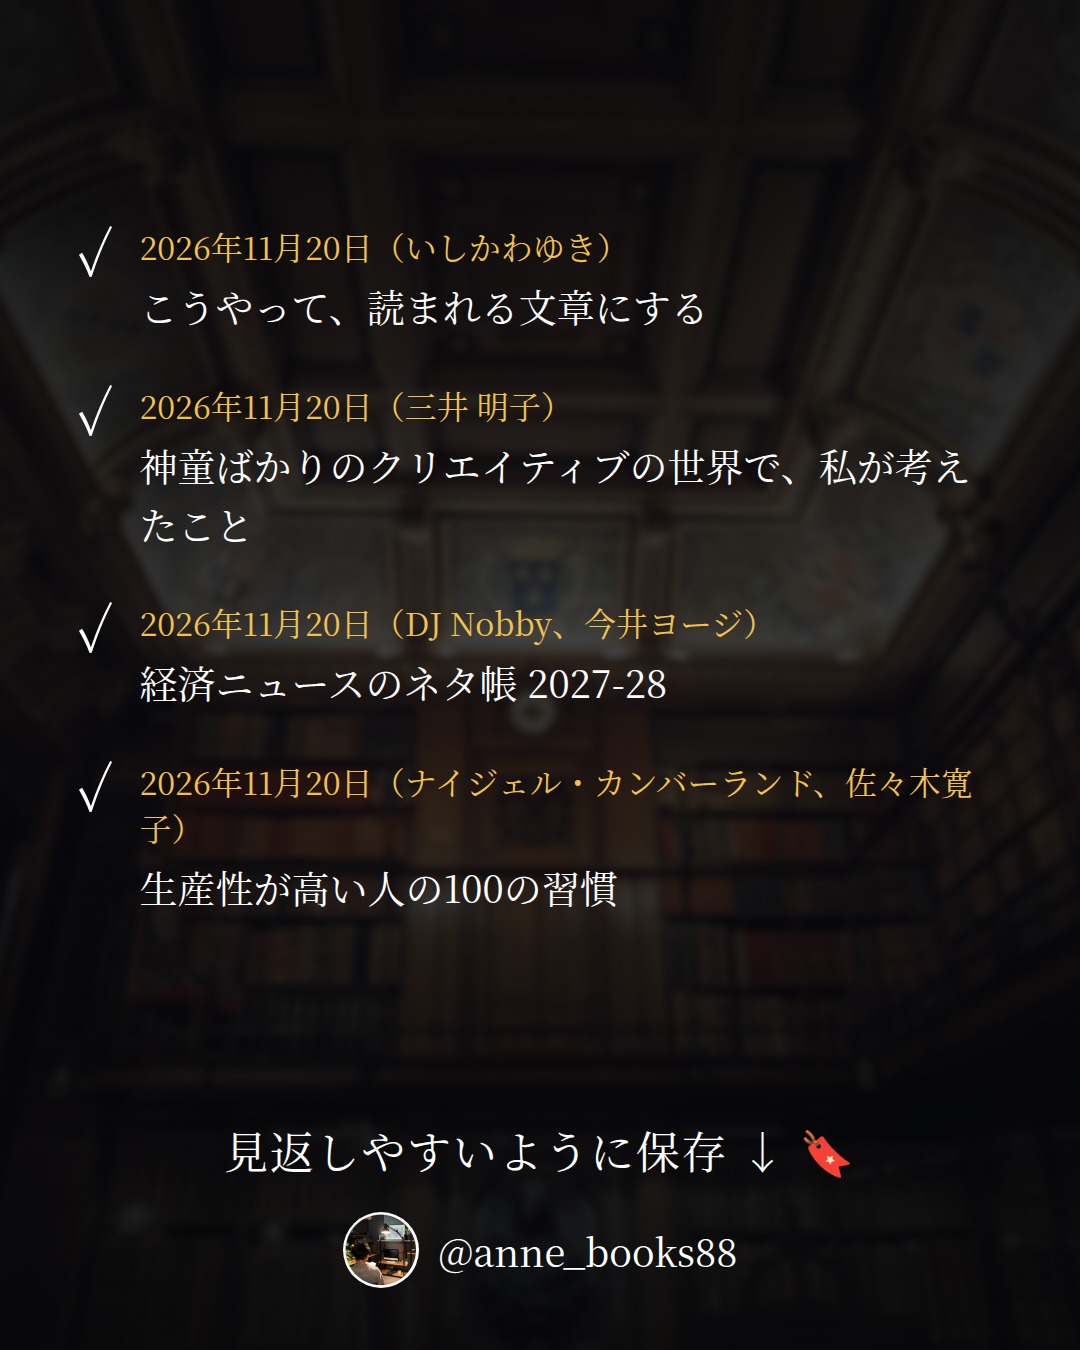 2026年11月20日（いしかわゆき）
こうやって、読まれる文章にする
2026年11月20日（三井 明子）
神童ばかりのクリエイティブの世界で、私が考え
たこと
2026年11月20日（DJ Nobby、今井ヨージ）
経済ニュースのネタ帳 2027-28
2026年11月20日（ナイジェル・カンバーランド、佐々木寛
子）
生産性が高い人の100の習慣
見返しやすいように保存 ↓ 🔖
@anne_books88